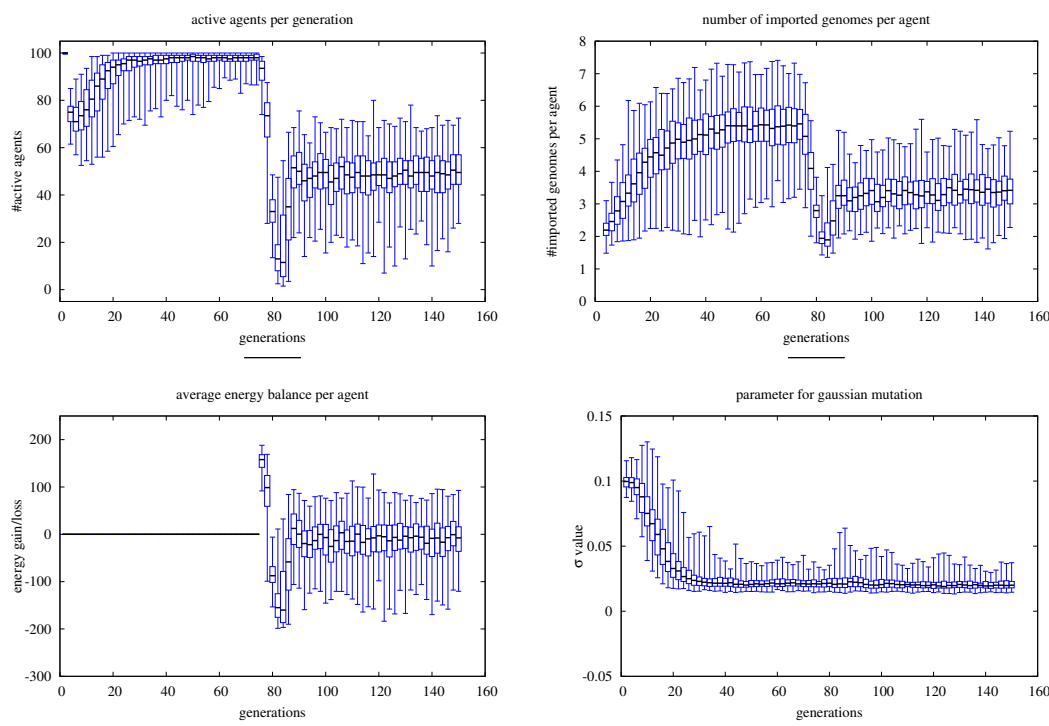 active agents per generation
#active agents
100
80
60
40
20
0
0 20 40 60 80 100 120 140 160
generations
number of imported genomes per agent
#imported genomes per agent
8
7
6
5
4
3
2
1
0
0 20 40 60 80 100 120 140 160
generations
average energy balance per agent
energy gain/loss
200
100
0
-100
-200
-300
0 20 40 60 80 100 120 140 160
generations
parameter for gaussian mutation
σ value
0.15
0.1
0.05
0
-0.05
0 20 40 60 80 100 120 140 160
generations